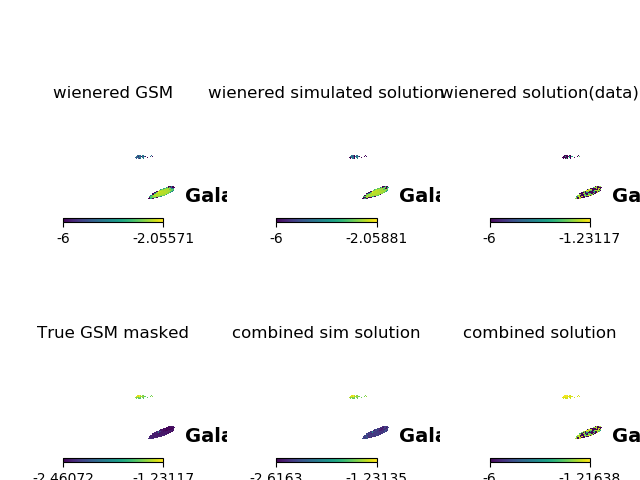 wienered GSM wienered simulated solution wienered solution(data)
Gala Gala Ga
-6 -2.05571 -6 -2.05881 -6 -1.23117
True GSM masked combined sim solution combined solution
Gala Gala Ga
-2.46072 -1.23117 -2.6163 -1.23135 -6 -1.21638